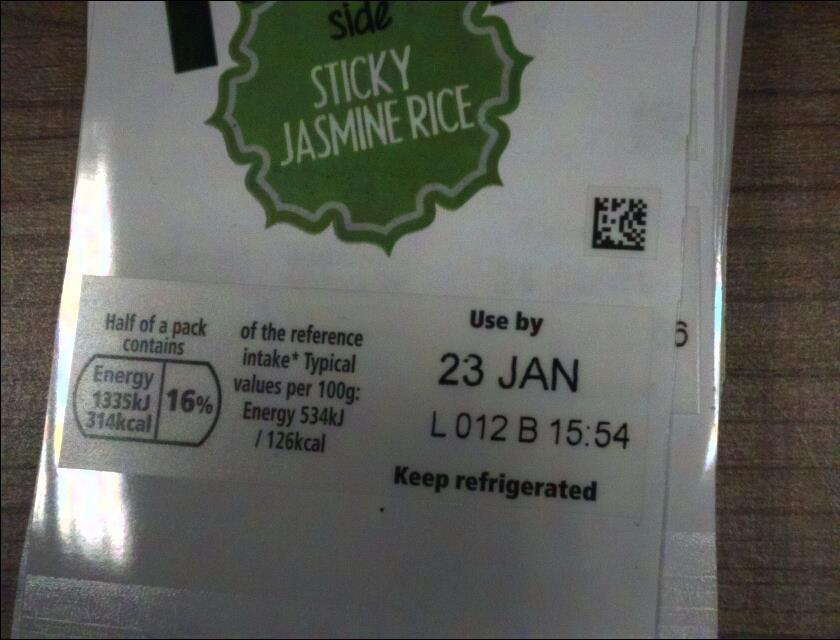 side
STICKY
JASMINE RICE
Half of a pack
contains
Energy
1335kJ
314kcal
16%
of the reference
intake* Typical
values per 100g:
Energy 534kJ
/ 126kcal
Use by
23 JAN
L 012 B 15:54
Keep refrigerated
6